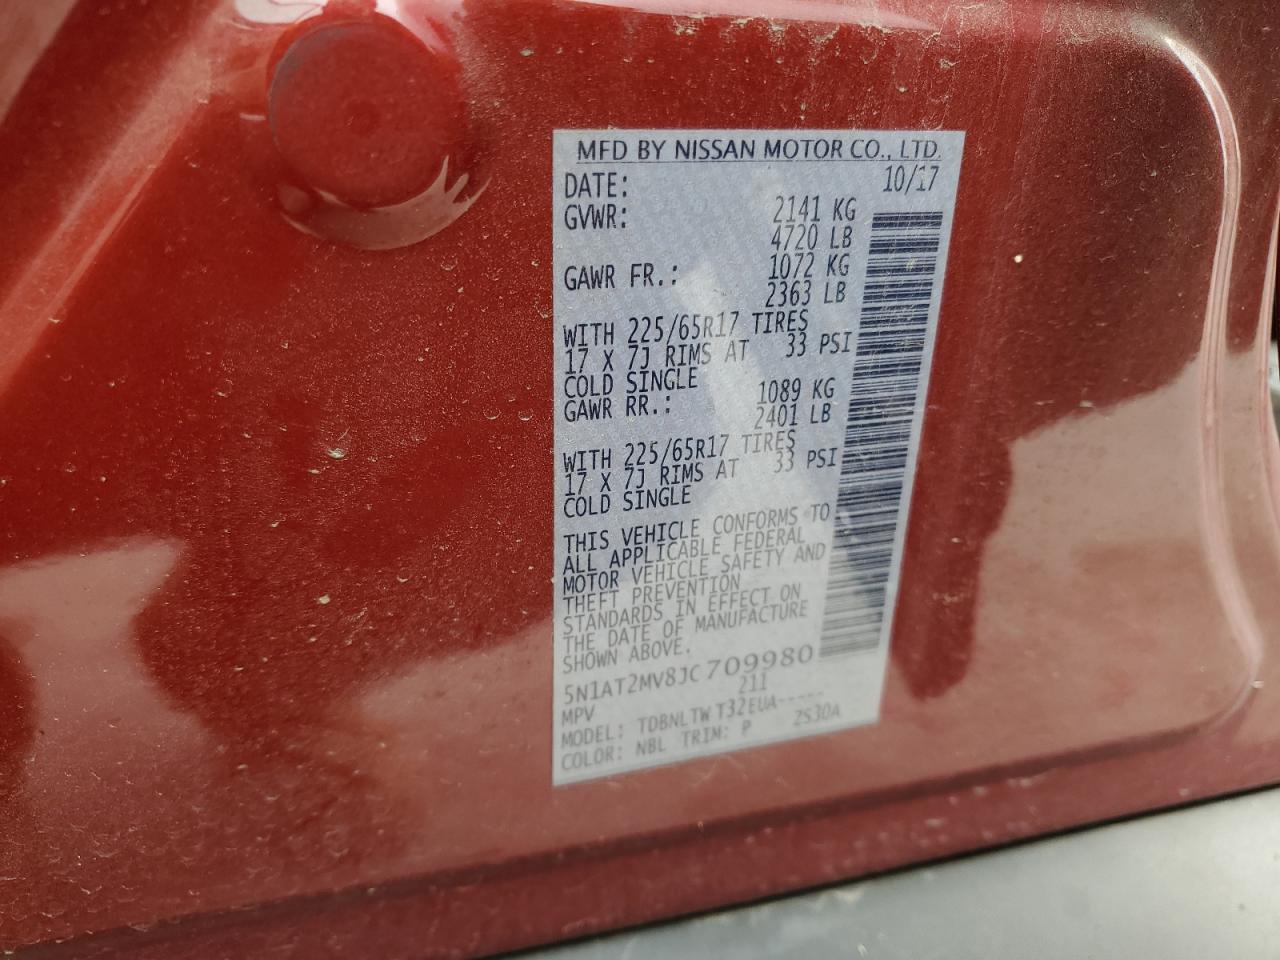 MFD BY NISSAN MOTOR CO., LTD.
DATE: 10/17
GVWR: 2141 KG
4720 LB
GAWR FR.: 1072 KG
2363 LB
WITH 225/65R17 TIRES
17 X 7J RIMS AT 33 PSI
COLD SINGLE
GAWR RR.: 1089 KG
2401 LB
WITH 225/65R17 TIRES
17 X 7J RIMS AT 33 PSI
COLD SINGLE
THIS VEHICLE CONFORMS TO
ALL APPLICABLE FEDERAL
MOTOR VEHICLE SAFETY AND
THEFT PREVENTION
STANDARDS IN EFFECT ON
THE DATE OF MANUFACTURE
SHOWN ABOVE.
5N1AT2MV8JC709980
MPV 211
MODEL: TDBNLTWT32EUA-----
COLOR: NBL TRIM: P ZS30A